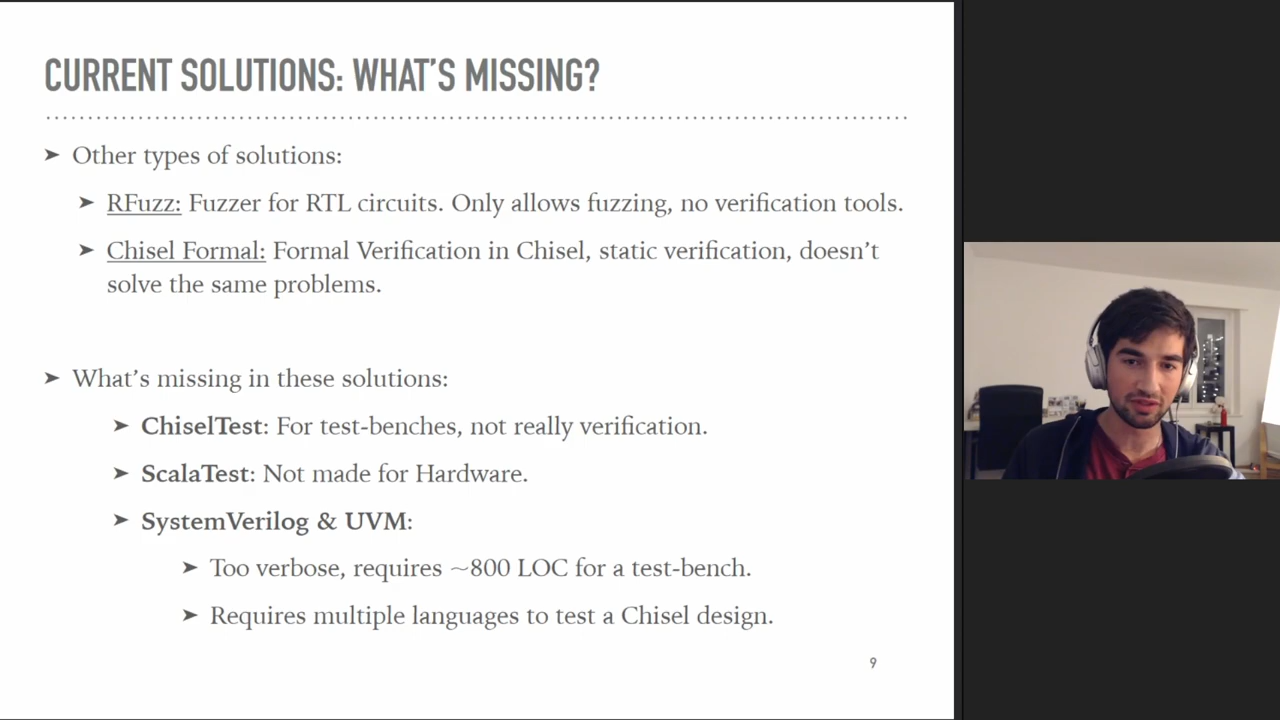 CURRENT SOLUTIONS: WHAT'S MISSING?
➤ Other types of solutions:
➤ RFuzz: Fuzzer for RTL circuits. Only allows fuzzing, no verification tools.
➤ Chisel Formal: Formal Verification in Chisel, static verification, doesn't
solve the same problems.
➤ What's missing in these solutions:
➤ ChiselTest: For test-benches, not really verification.
➤ ScalaTest: Not made for Hardware.
➤ SystemVerilog & UVM:
➤ Too verbose, requires ~800 LOC for a test-bench.
➤ Requires multiple languages to test a Chisel design.
9